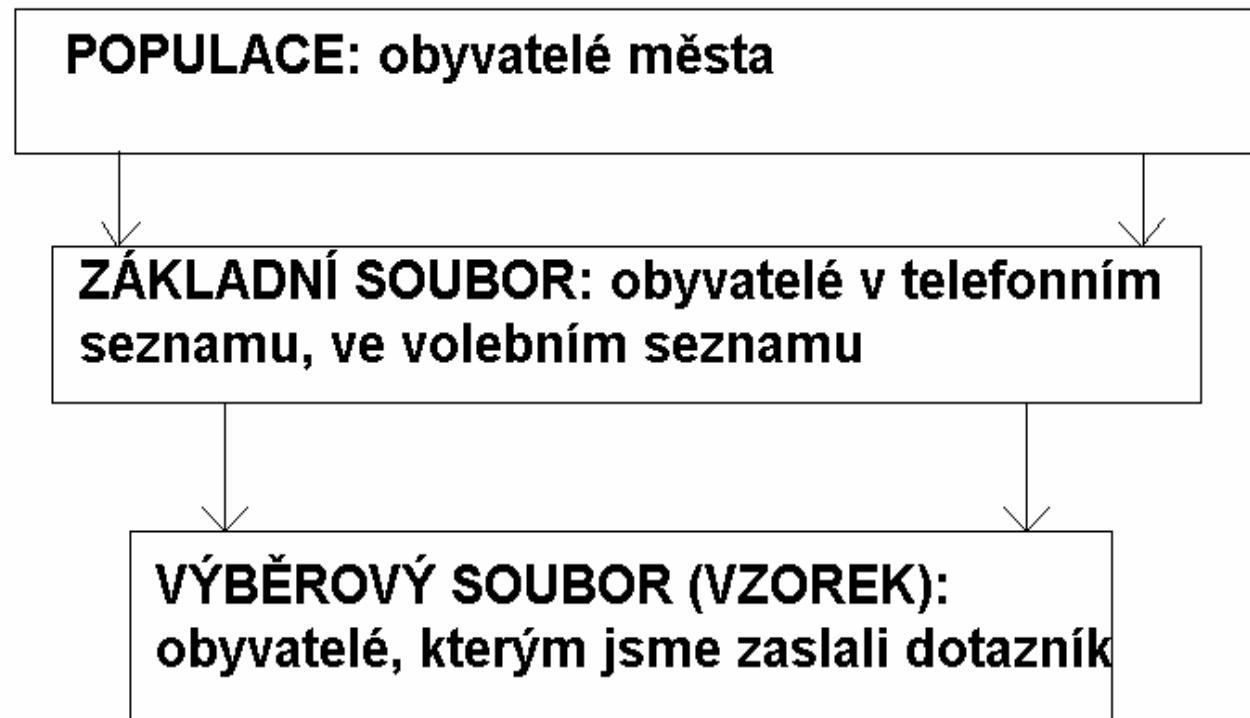 POPULACE: obyvatelé města
ZÁKLADNÍ SOUBOR: obyvatelé v telefonním
seznamu, ve volebním seznamu
VÝBĚROVÝ SOUBOR (VZOREK):
obyvatelé, kterým jsme zaslali dotazník